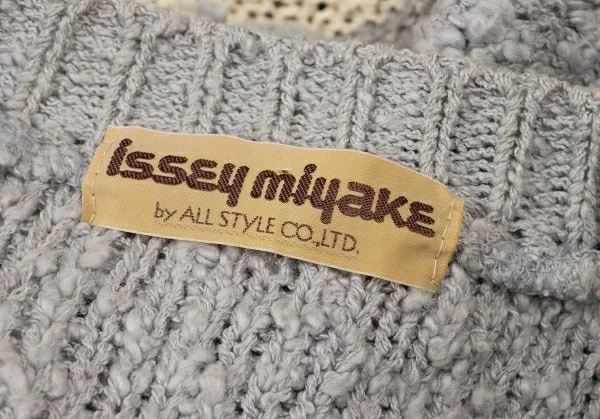 ISSEY MIYAKE
by ALL STYLE CO.,LTD.